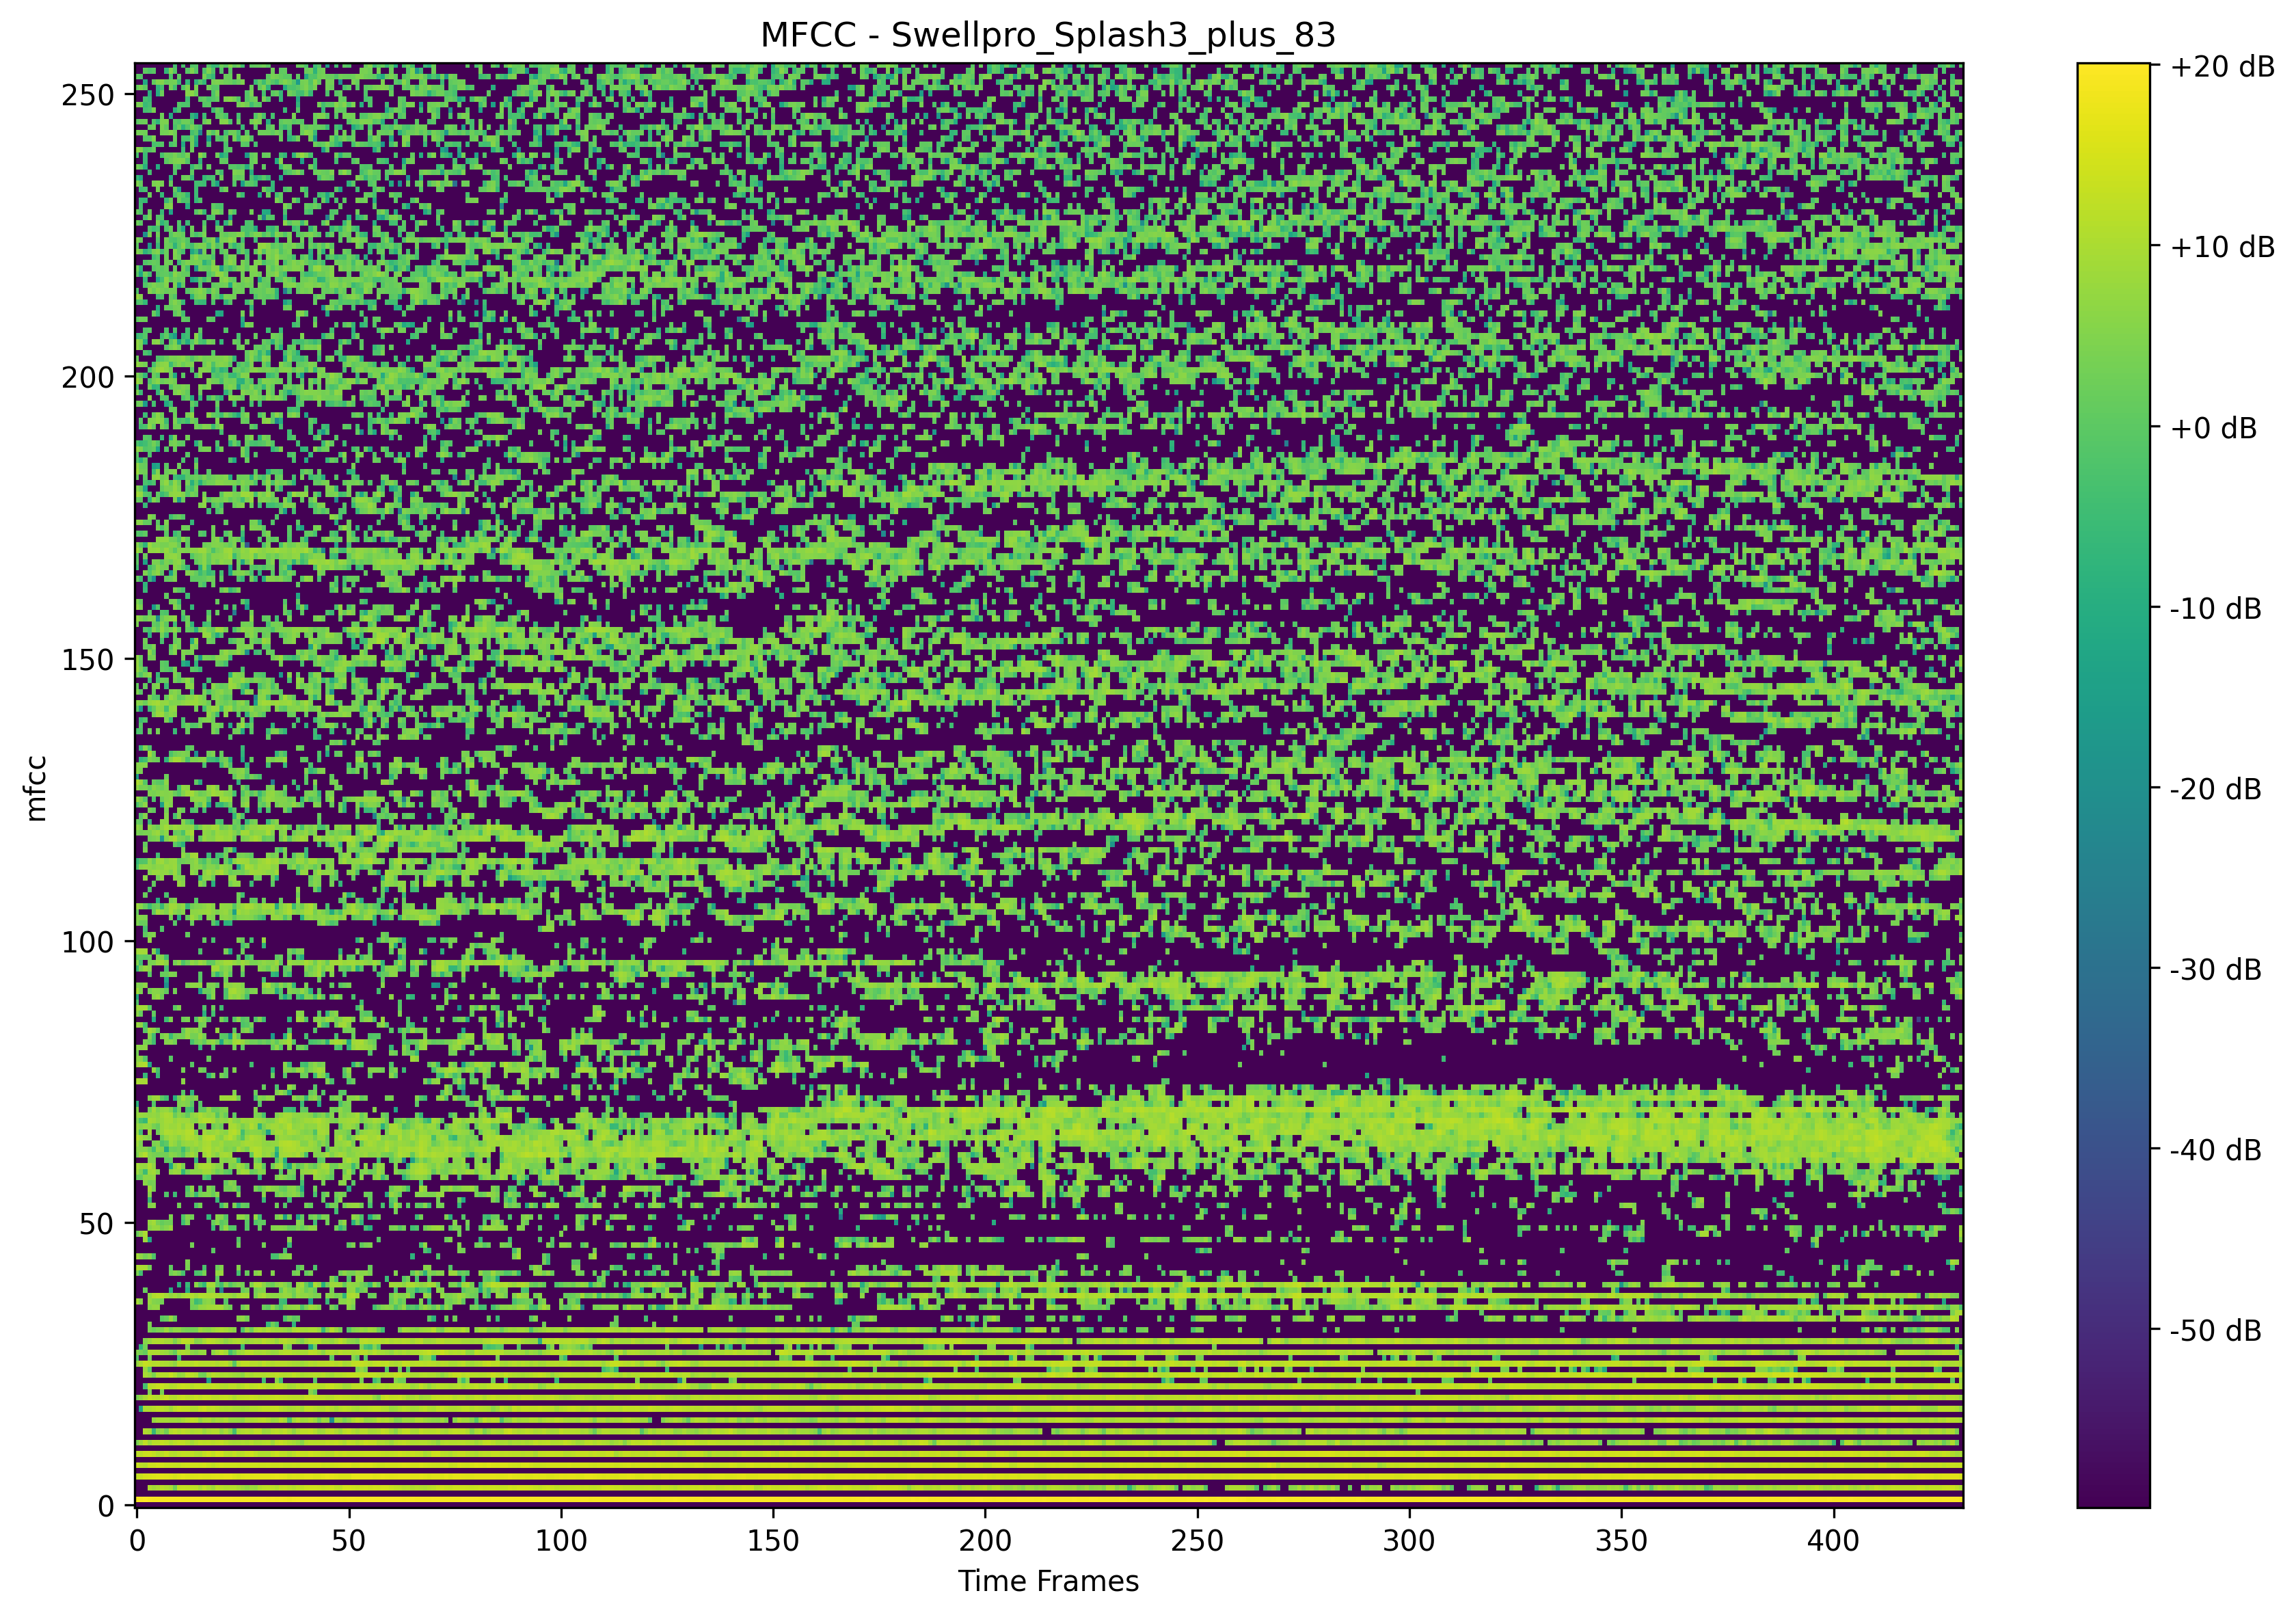 MFCC - Swellpro_Splash3_plus_83
250
200
150
100
50
0
mfcc
0 50 100 150 200 250 300 350 400
Time Frames
+20 dB
+10 dB
+0 dB
-10 dB
-20 dB
-30 dB
-40 dB
-50 dB